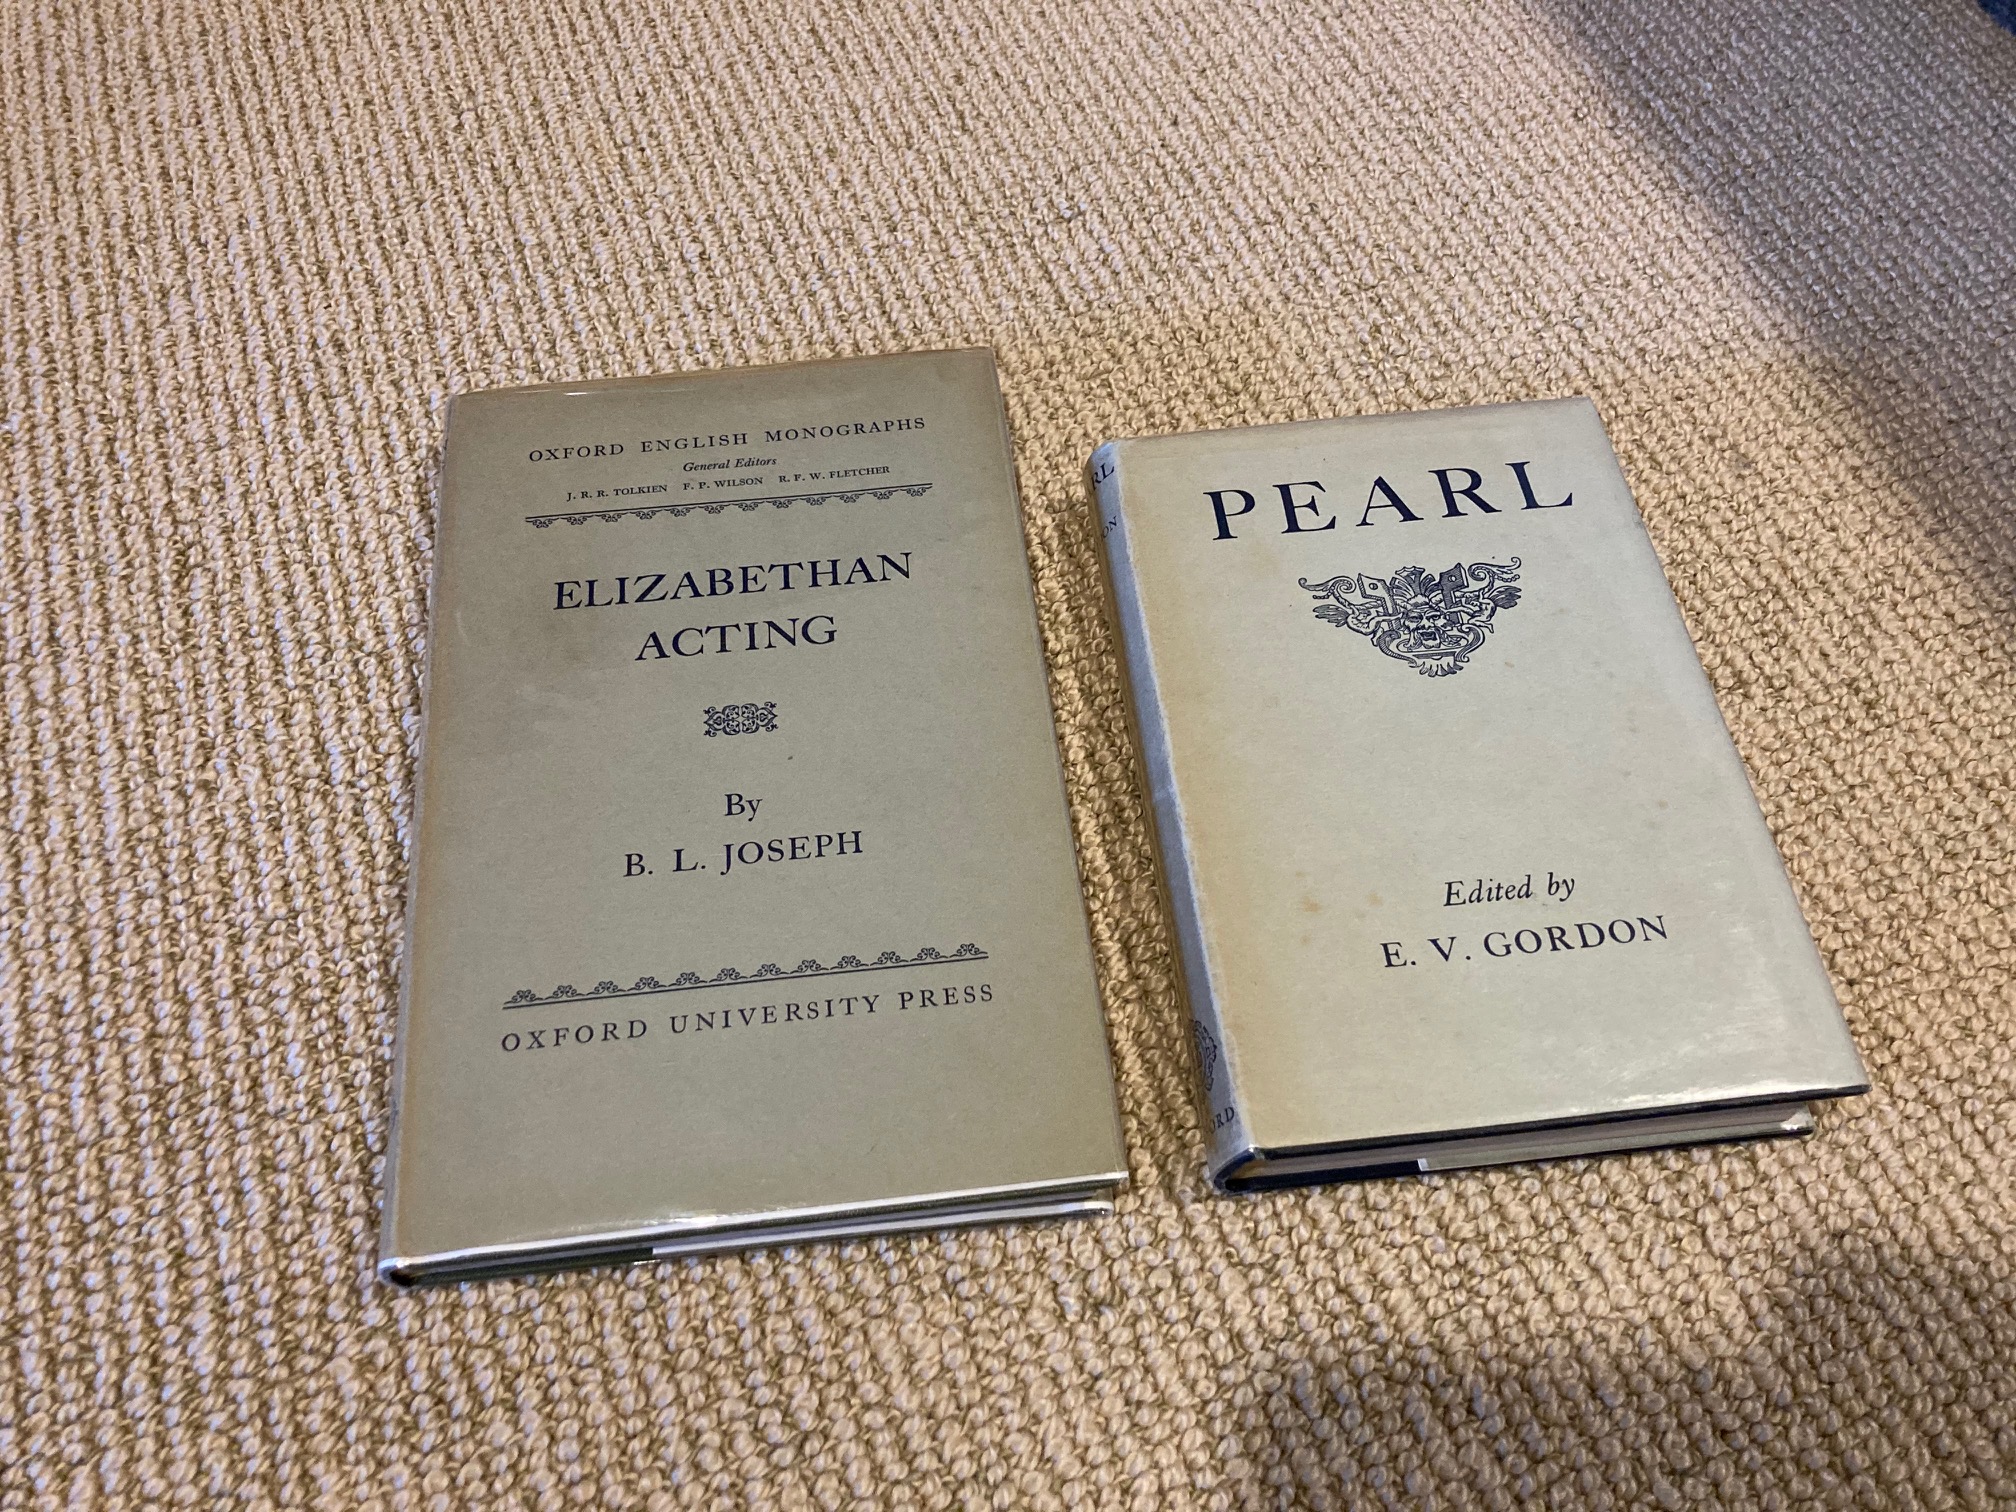 OXFORD ENGLISH MONOGRAPHS
General Editors
J. R. R. TOLKIEN F. P. WILSON R. F. W. FLETCHER
ELIZABETHAN
ACTING
By
B. L. JOSEPH
OXFORD UNIVERSITY PRESS
PEARL
Edited by
E. V. GORDON